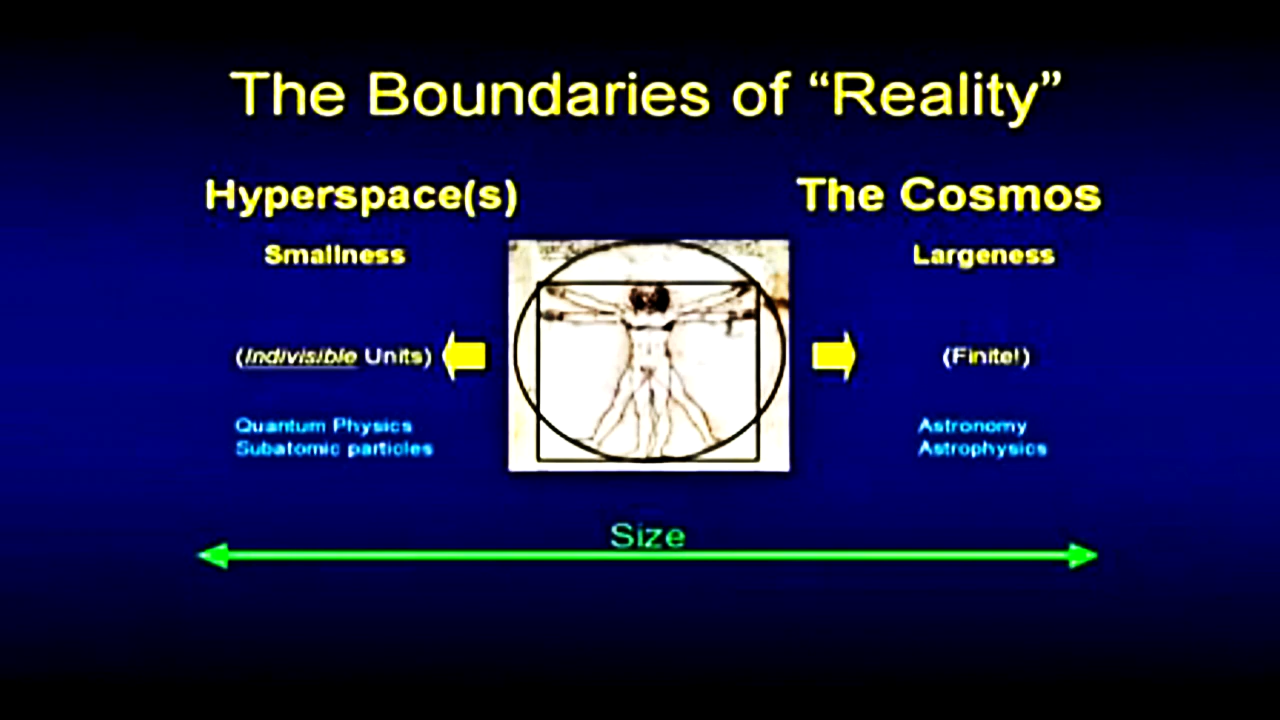 The Boundaries of “Reality”
Hyperspace(s)
Smallness
(Indivisible Units)
Quantum Physics
Subatomic particles
The Cosmos
Largeness
(Finite!)
Astronomy
Astrophysics
Size